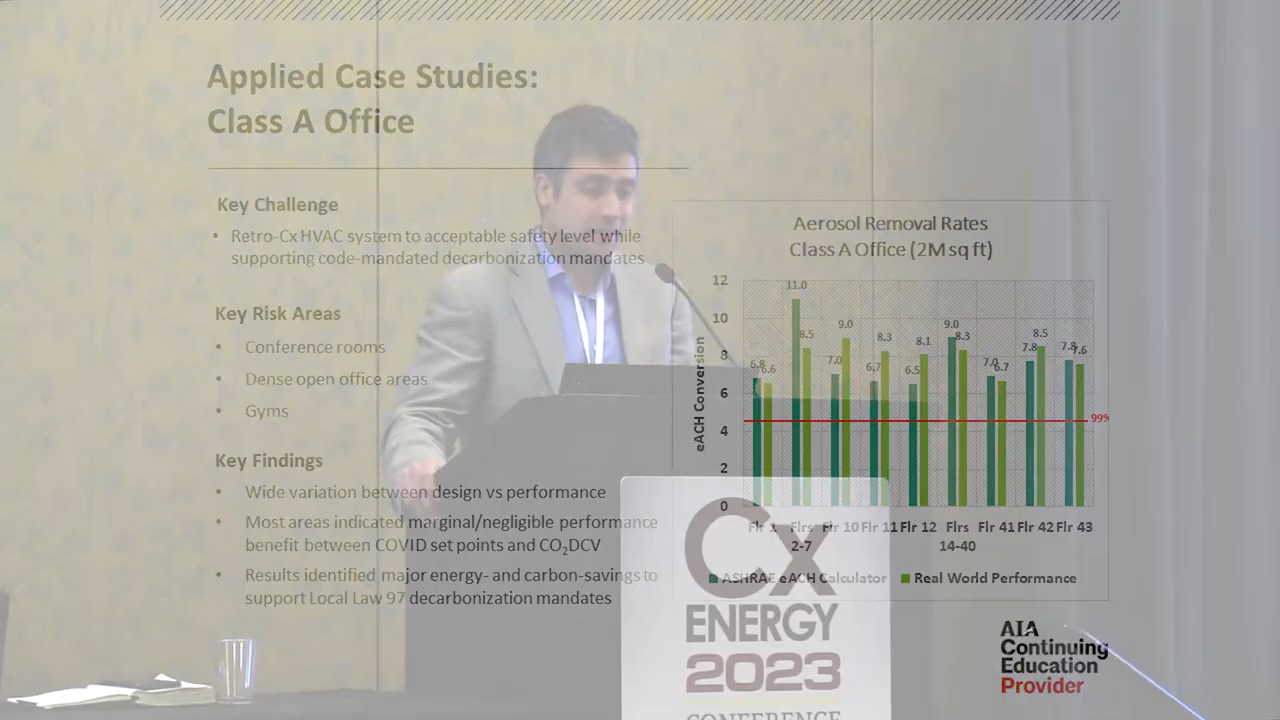 Applied Case Studies:
Class A Office
Key Challenge
• Retro-Cx HVAC system to acceptable safety level while
supporting code-mandated decarbonization mandates
Key Risk Areas
• Conference rooms
• Dense open office areas
• Gyms
Key Findings
• Wide variation between design vs performance
• Most areas indicated marginal/negligible performance
benefit between COVID set points and CO₂DCV
• Results identified major energy- and carbon-savings to
support Local Law 97 decarbonization mandates
Aerosol Removal Rates
Class A Office (2M sq ft)
eACH Conversion
12
10
8
6
4
2
0
6.8 6.6 11.0 8.5 7.0 9.0 6.7 8.3 6.5 8.1 9.0 8.3 7.0 6.7 7.8 8.5 7.8 7.6
99%
Flr 1 Flrs Flr 10 Flr 11 Flr 12 Flrs Flr 41 Flr 42 Flr 43
2-7 14-40
ASHRAE eACH Calculator Real World Performance
Cx
ENERGY
2023
CONFERENCE
AIA
Continuing
Education
Provider